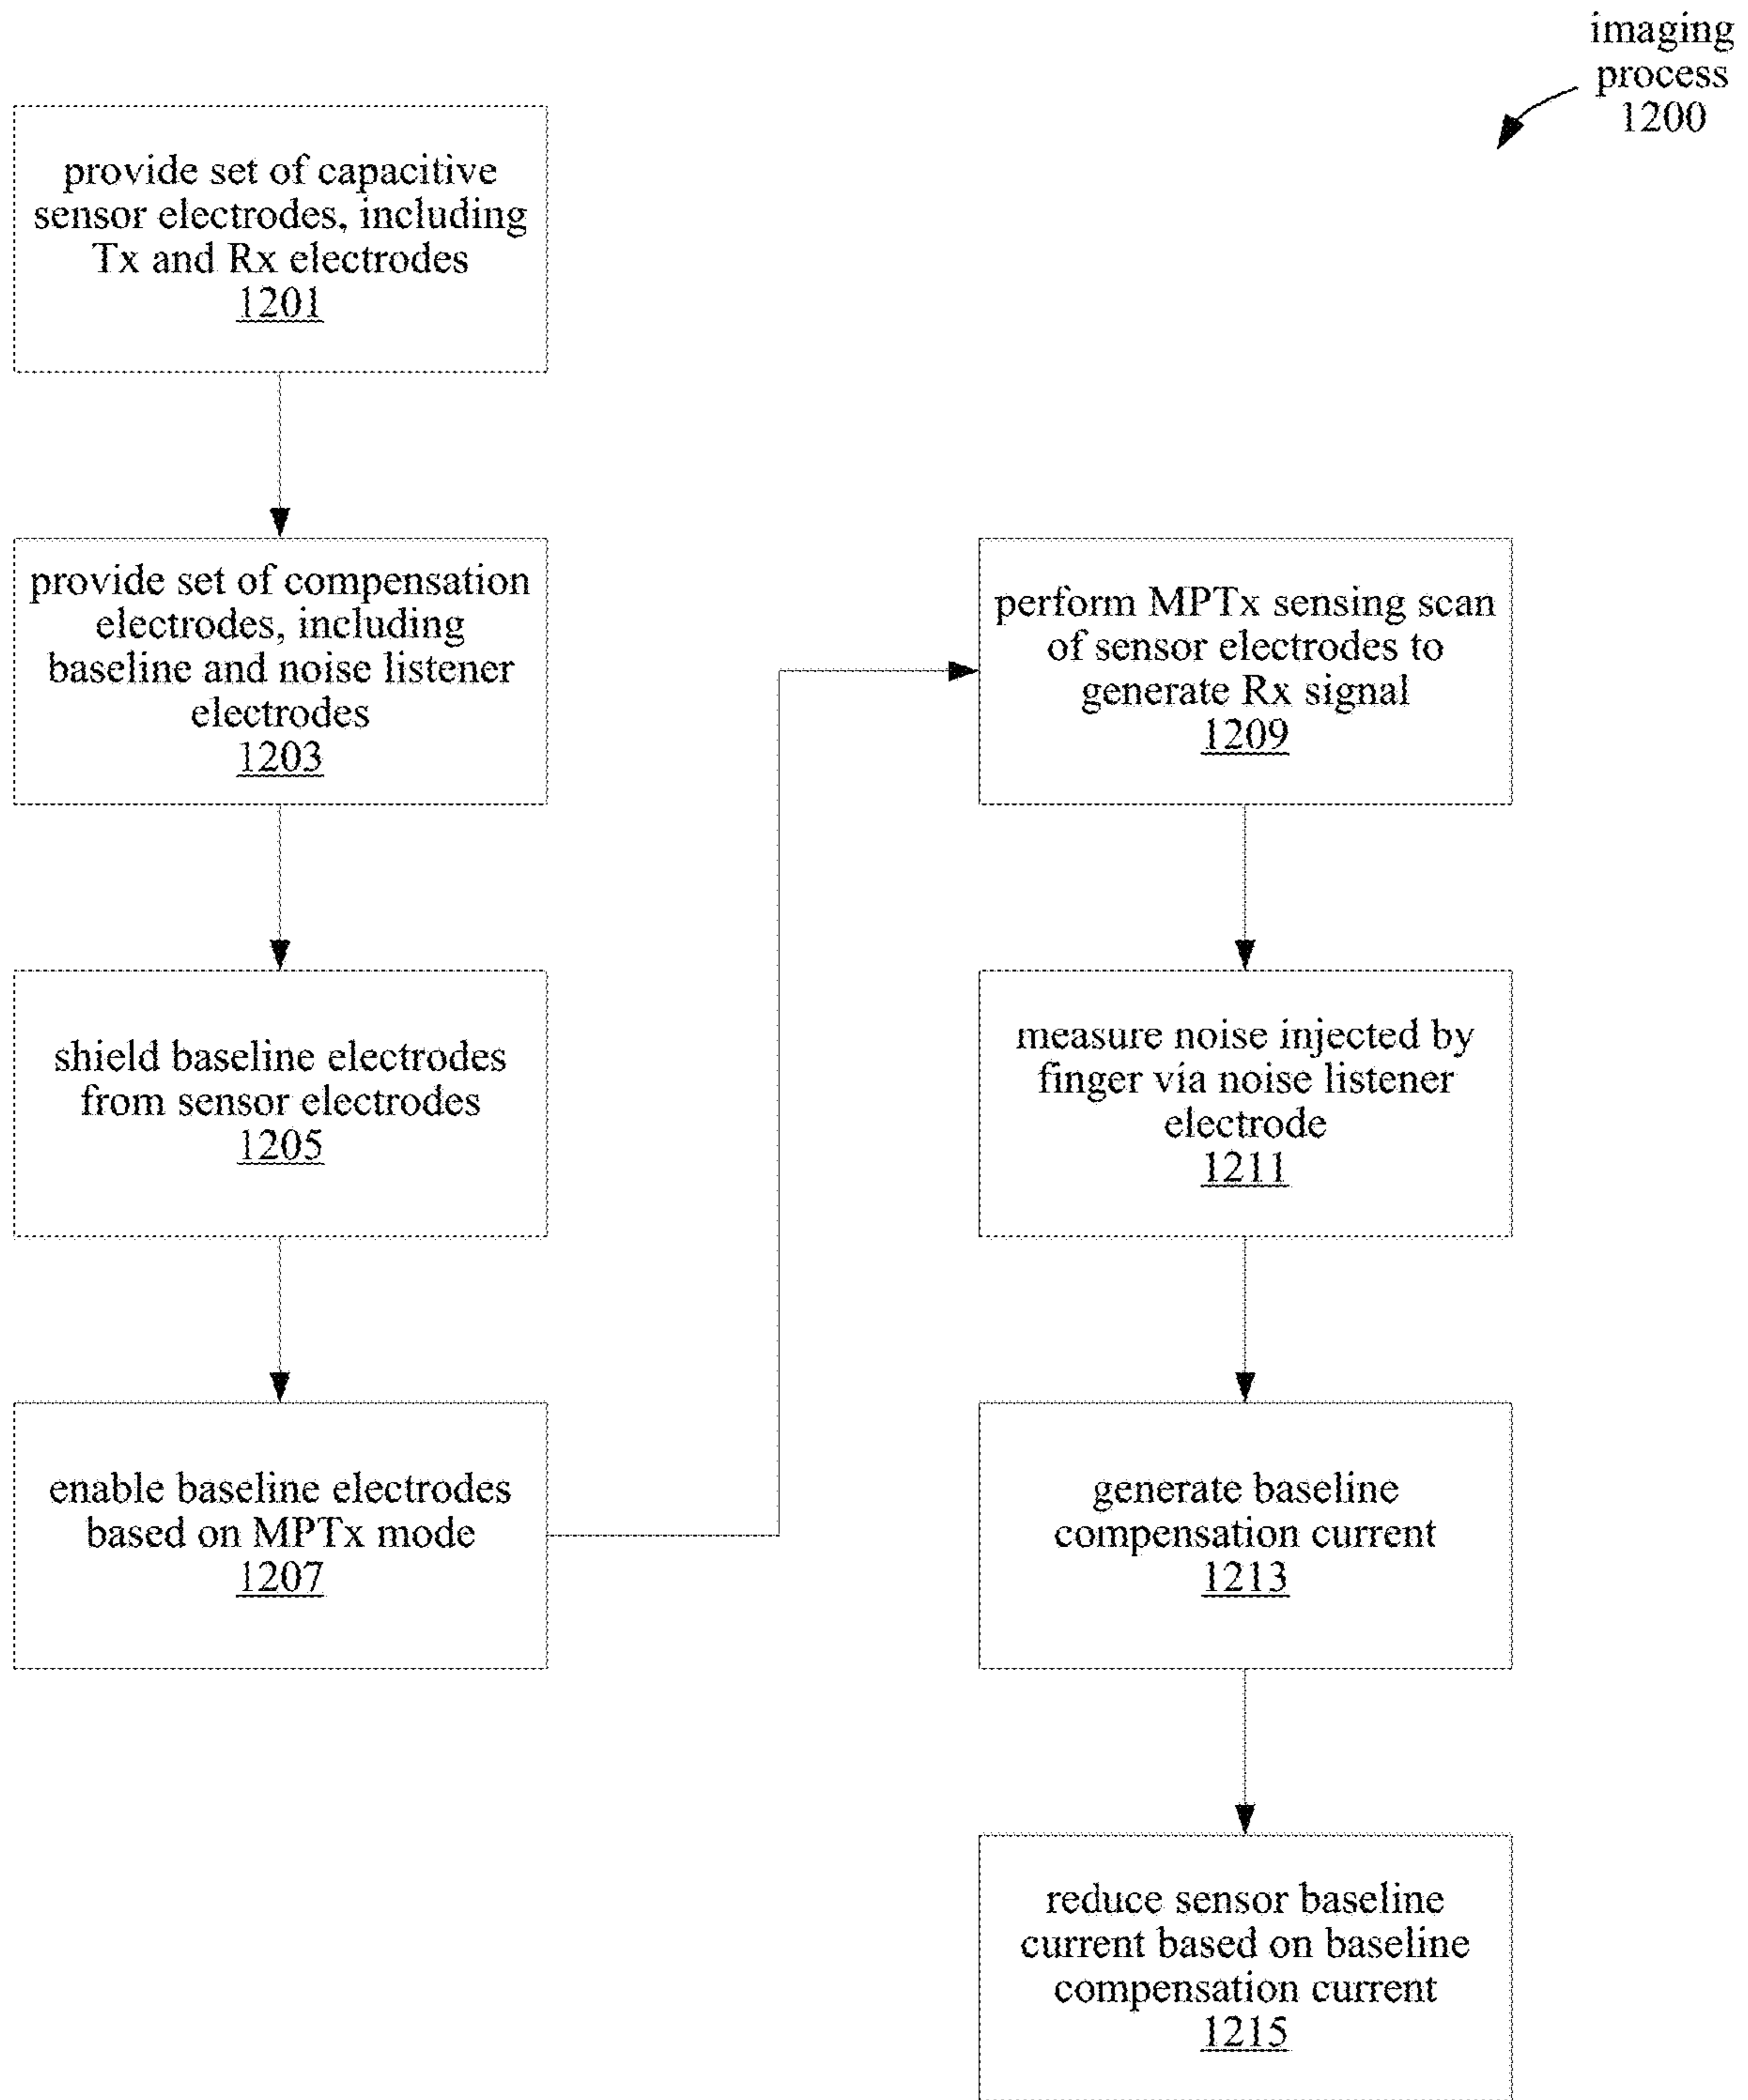 imaging
process
1200
provide set of capacitive
sensor electrodes, including
Tx and Rx electrodes
1201
provide set of compensation
electrodes, including
baseline and noise listener
electrodes
1203
shield baseline electrodes
from sensor electrodes
1205
enable baseline electrodes
based on MPTx mode
1207
perform MPTx sensing scan
of sensor electrodes to
generate Rx signal
1209
measure noise injected by
finger via noise listener
electrode
1211
generate baseline
compensation current
1213
reduce sensor baseline
current based on baseline
compensation current
1215